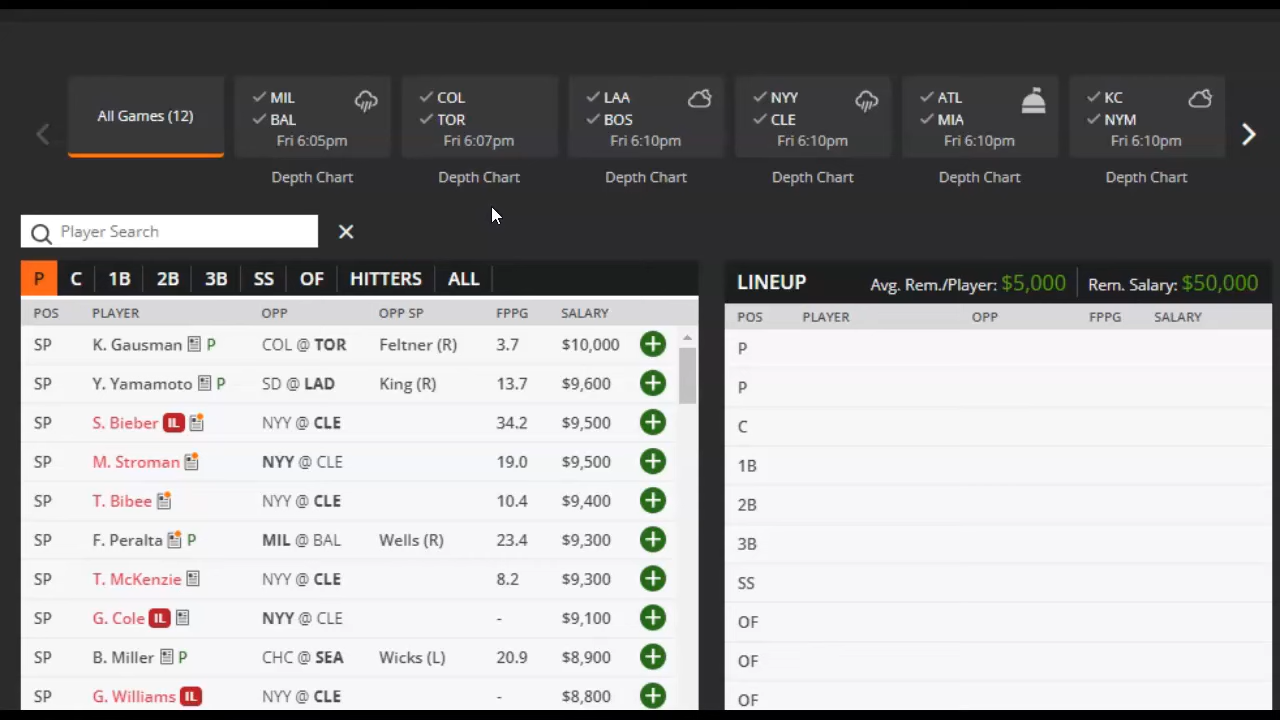 All Games (12)
MIL
BAL
Fri 6:05pm
Depth Chart
COL
TOR
Fri 6:07pm
Depth Chart
LAA
BOS
Fri 6:10pm
Depth Chart
NYY
CLE
Fri 6:10pm
Depth Chart
ATL
MIA
Fri 6:10pm
Depth Chart
KC
NYM
Fri 6:10pm
Depth Chart
Player Search
P C 1B 2B 3B SS OF HITTERS ALL
POS PLAYER OPP OPP SP FPPG SALARY
SP K. Gausman P COL @ TOR Feltner (R) 3.7 $10,000
SP Y. Yamamoto P SD @ LAD King (R) 13.7 $9,600
SP S. Bieber IL NYY @ CLE 34.2 $9,500
SP M. Stroman NYY @ CLE 19.0 $9,500
SP T. Bibee NYY @ CLE 10.4 $9,400
SP F. Peralta P MIL @ BAL Wells (R) 23.4 $9,300
SP T. McKenzie NYY @ CLE 8.2 $9,300
SP G. Cole IL NYY @ CLE - $9,100
SP B. Miller P CHC @ SEA Wicks (L) 20.9 $8,900
SP G. Williams IL NYY @ CLE - $8,800
LINEUP Avg. Rem./Player: $5,000 Rem. Salary: $50,000
POS PLAYER OPP FPPG SALARY
P
P
C
1B
2B
3B
SS
OF
OF
OF